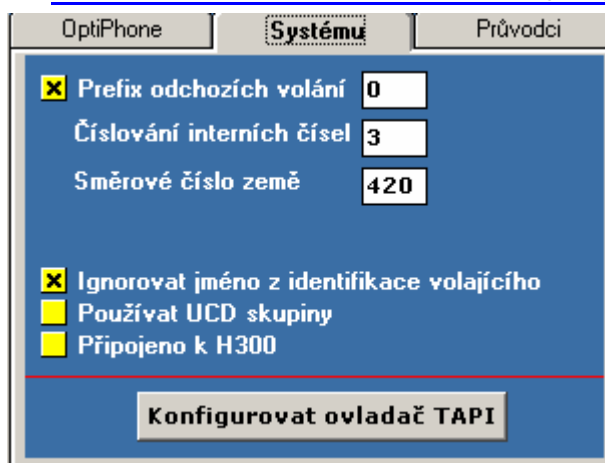 OptiPhone Systému Průvodci
Prefix odchozích volání 0
Číslování interních čísel 3
Směrové číslo země 420
Ignorovat jméno z identifikace volajícího
Používat UCD skupiny
Připojeno k H300
Konfigurovat ovladač TAPI